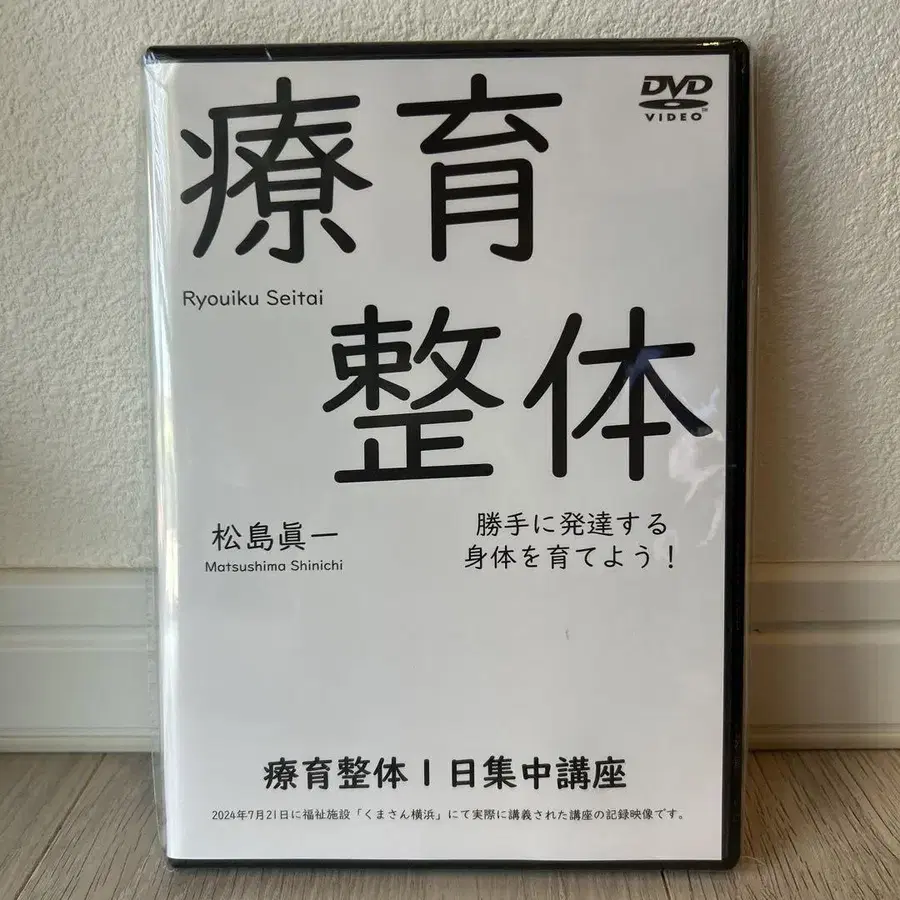 療育
DVD
VIDEO
Ryouiku Seitai
整体
松島眞一
Matsushima Shinichi
勝手に発達する
身体を育てよう！
療育整体1日集中講座
2024年7月21日に福祉施設「くまさん横浜」にて実際に講義された講座の記録映像です。